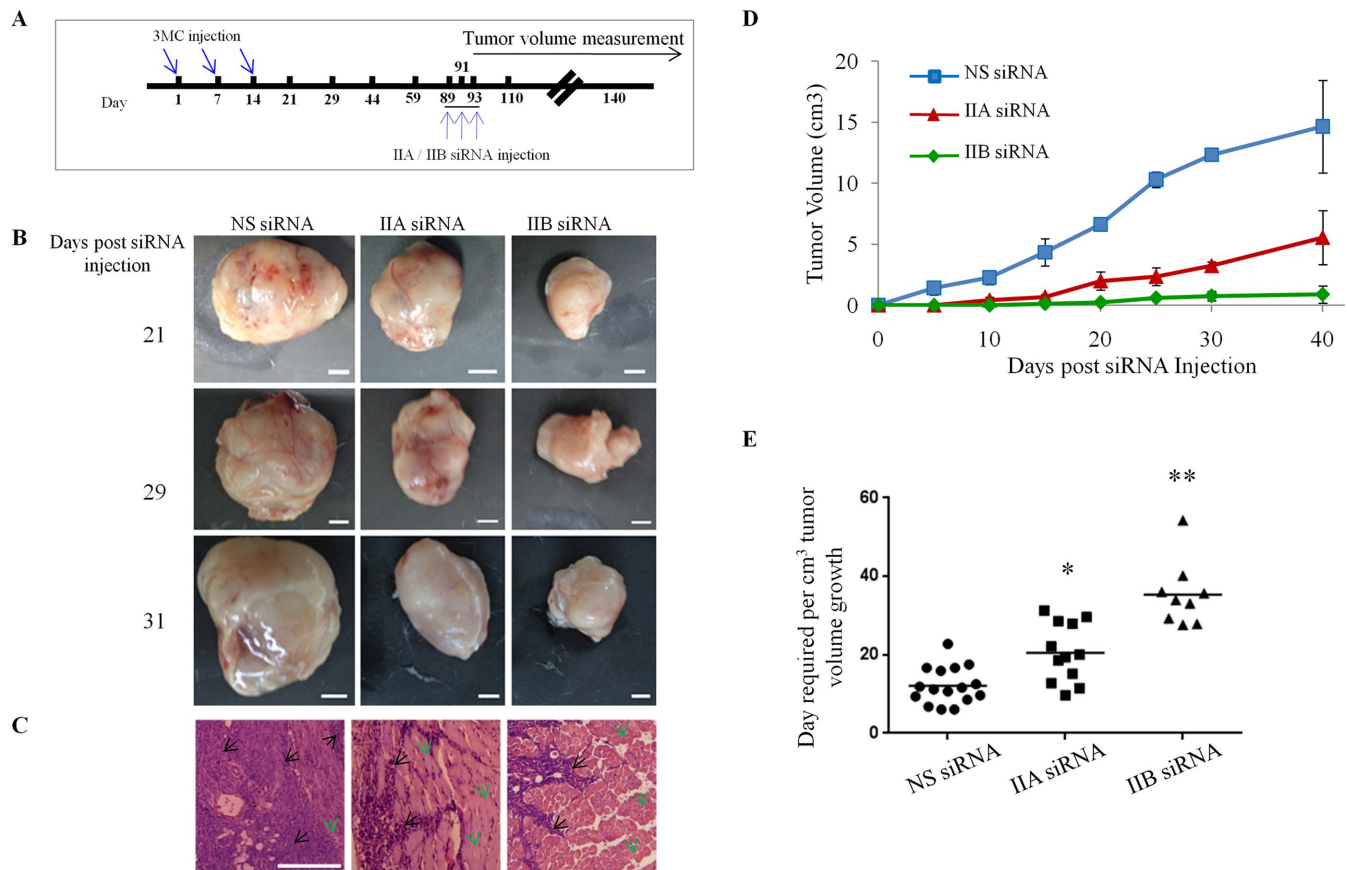 A
3MC injection
Tumor volume measurement
91
Day
1 7 14 21 29 44 59 89 93 110 140
IIA / IIB siRNA injection
B
Days post siRNA
injection
NS siRNA IIA siRNA IIB siRNA
21
29
31
C
D
NS siRNA
IIA siRNA
IIB siRNA
Tumor Volume (cm3)
20
15
10
5
0
0 10 20 30 40
Days post siRNA Injection
E
Day required per cm³ tumor
volume growth
60
40
20
0
*
**
NS siRNA
IIA siRNA
IIB siRNA